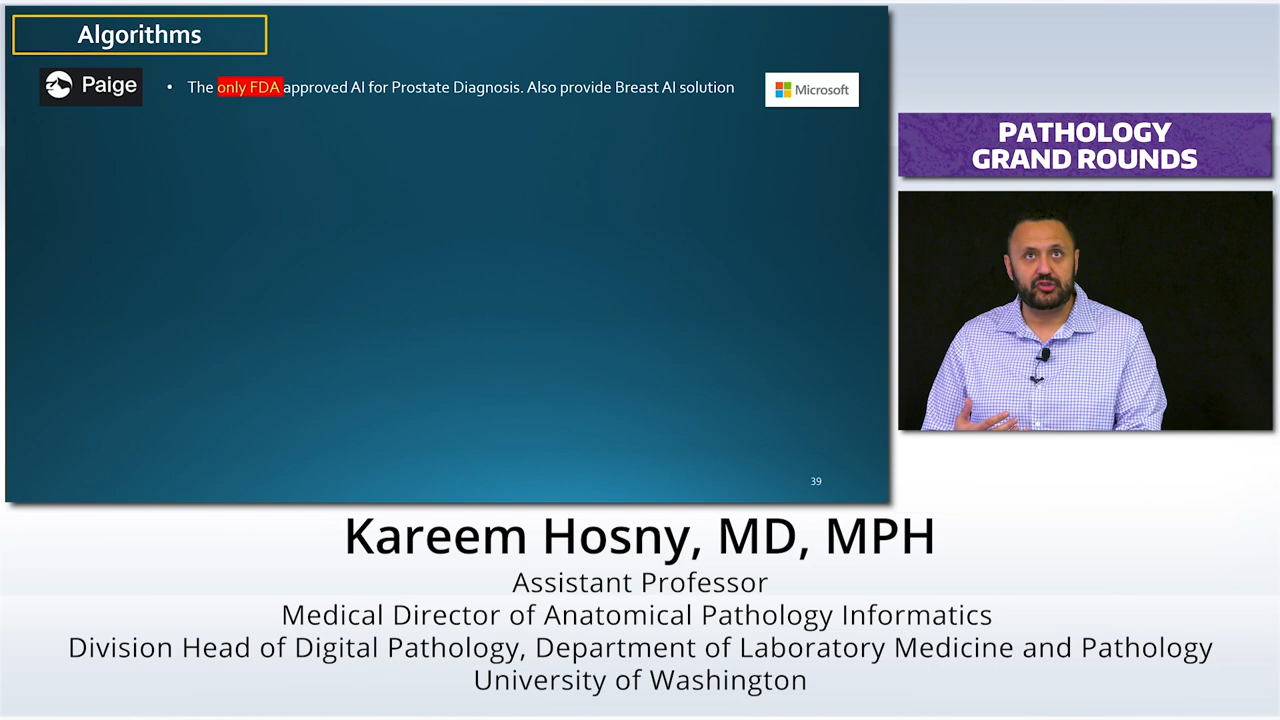 Algorithms
Paige
• The only FDA approved AI for Prostate Diagnosis. Also provide Breast AI solution
Microsoft
39
PATHOLOGY
GRAND ROUNDS
Kareem Hosny, MD, MPH
Assistant Professor
Medical Director of Anatomical Pathology Informatics
Division Head of Digital Pathology, Department of Laboratory Medicine and Pathology
University of Washington